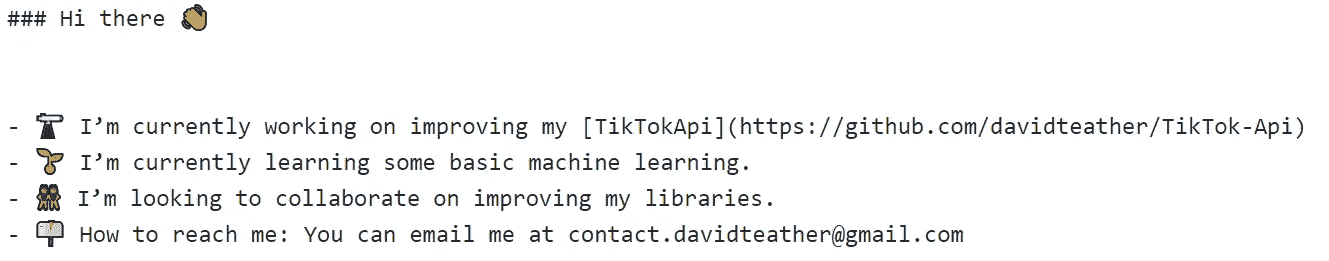 ### Hi there 👋
- 🔭 I’m currently working on improving my [TikTokApi](https://github.com/davidteather/TikTok-Api)
- 🌱 I’m currently learning some basic machine learning.
- 👯 I’m looking to collaborate on improving my libraries.
- 📫 How to reach me: You can email me at contact.davidteather@gmail.com